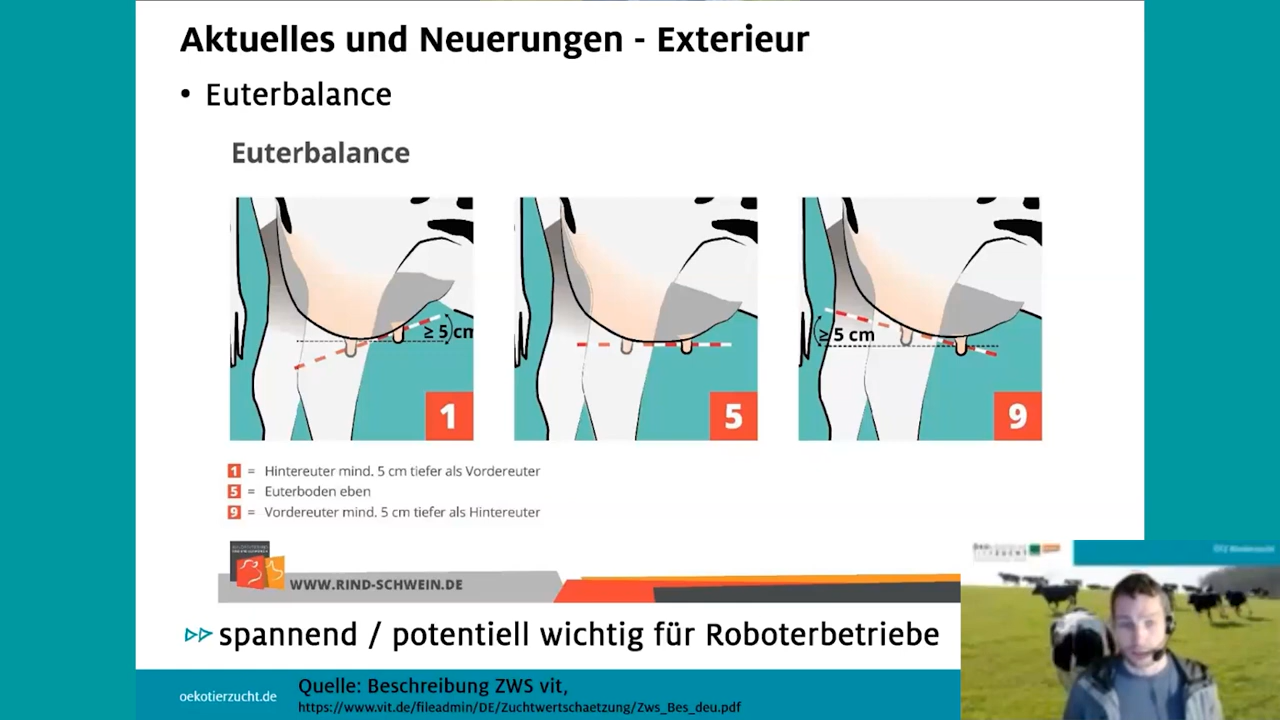 Aktuelles und Neuerungen - Exterieur
• Euterbalance
Euterbalance
≥ 5 cm
1
5
≥ 5 cm
9
1 = Hintereuter mind. 5 cm tiefer als Vordereuter
5 = Euterboden eben
9 = Vordereuter mind. 5 cm tiefer als Hintereuter
WWW.RIND-SCHWEIN.DE
spannend / potentiell wichtig für Roboterbetriebe
oekotierzucht.de
Quelle: Beschreibung ZWS vit,
https://www.vit.de/fileadmin/DE/Zuchtwertschaetzung/Zws_Bes_deu.pdf